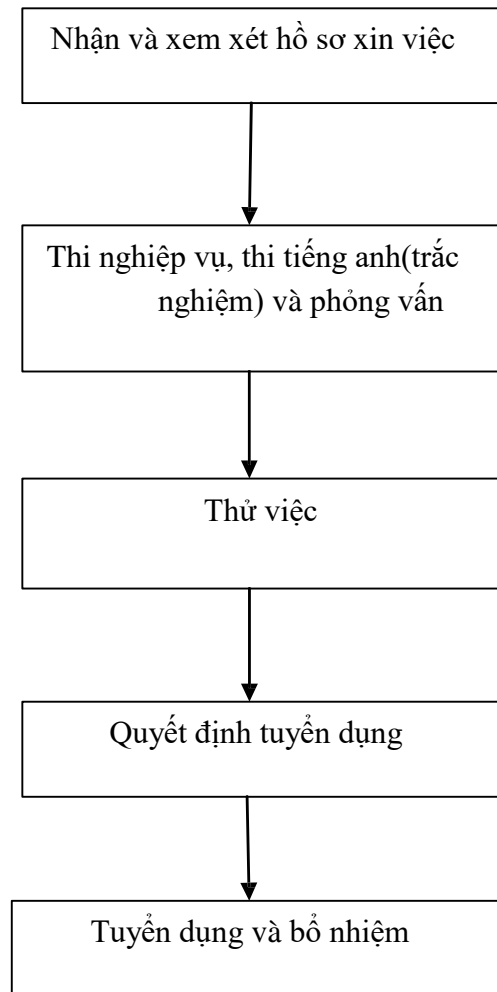 Nhận và xem xét hồ sơ xin việc
Thi nghiệp vụ, thi tiếng anh(trắc
nghiệm) và phỏng vấn
Thử việc
Quyết định tuyển dụng
Tuyển dụng và bổ nhiệm